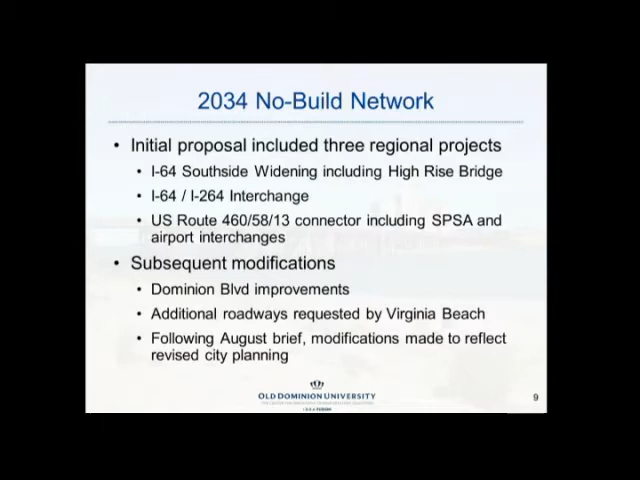 2034 No-Build Network
• Initial proposal included three regional projects
• I-64 Southside Widening including High Rise Bridge
• I-64 / I-264 Interchange
• US Route 460/58/13 connector including SPSA and
airport interchanges
• Subsequent modifications
• Dominion Blvd improvements
• Additional roadways requested by Virginia Beach
• Following August brief, modifications made to reflect
revised city planning
OLD DOMINION UNIVERSITY
9